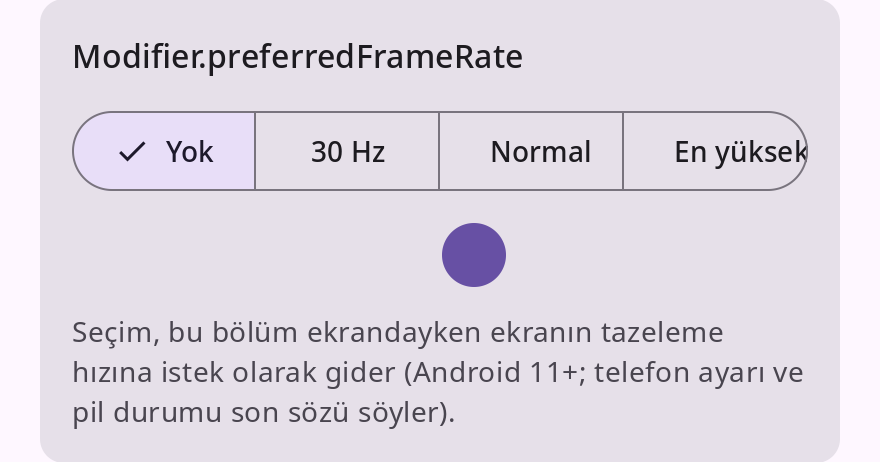 Modifier.preferredFrameRate
Yok
30 Hz
Normal
En yüksek
Seçim, bu bölüm ekrandayken ekranın tazeleme
hızına istek olarak gider (Android 11+; telefon ayarı ve
pil durumu son sözü söyler).